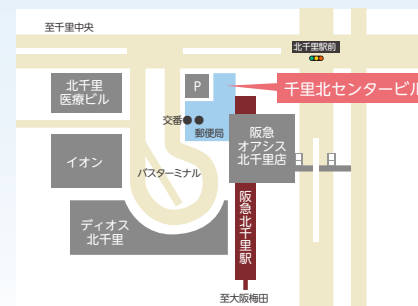 至千里中央
北千里駅前
北千里
医療ビル
P
千里北センタービル
交番
郵便局
阪急
オアシス
北千里店
イオン
バスターミナル
阪急北千里駅
ディオス
北千里
至大阪梅田